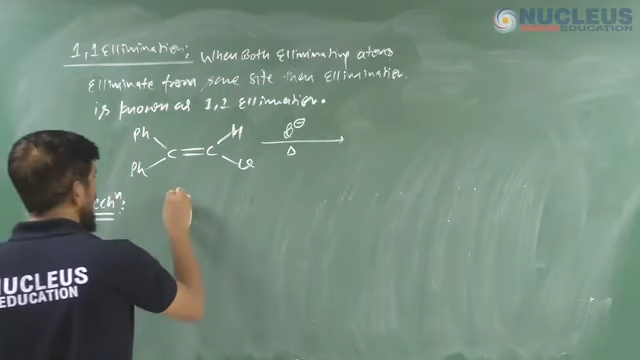 NUCLEUS
EDUCATION
1,1 Ellimination: When Both Elliminating atoms
Elliminate from same site then Ellimination
is known as 1,1 Ellimination.
Ph H
C = C
Ph Cl
B⊖
Δ
echⁿ:
NUCLEUS
EDUCATION